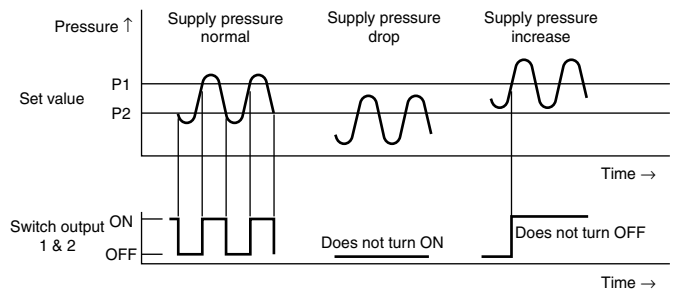 Pressure ↑
Supply pressure
normal
Supply pressure
drop
Supply pressure
increase
Set value
P1
P2
Time →
Switch output
1 & 2
ON
OFF
Does not turn ON
Does not turn OFF
Time →